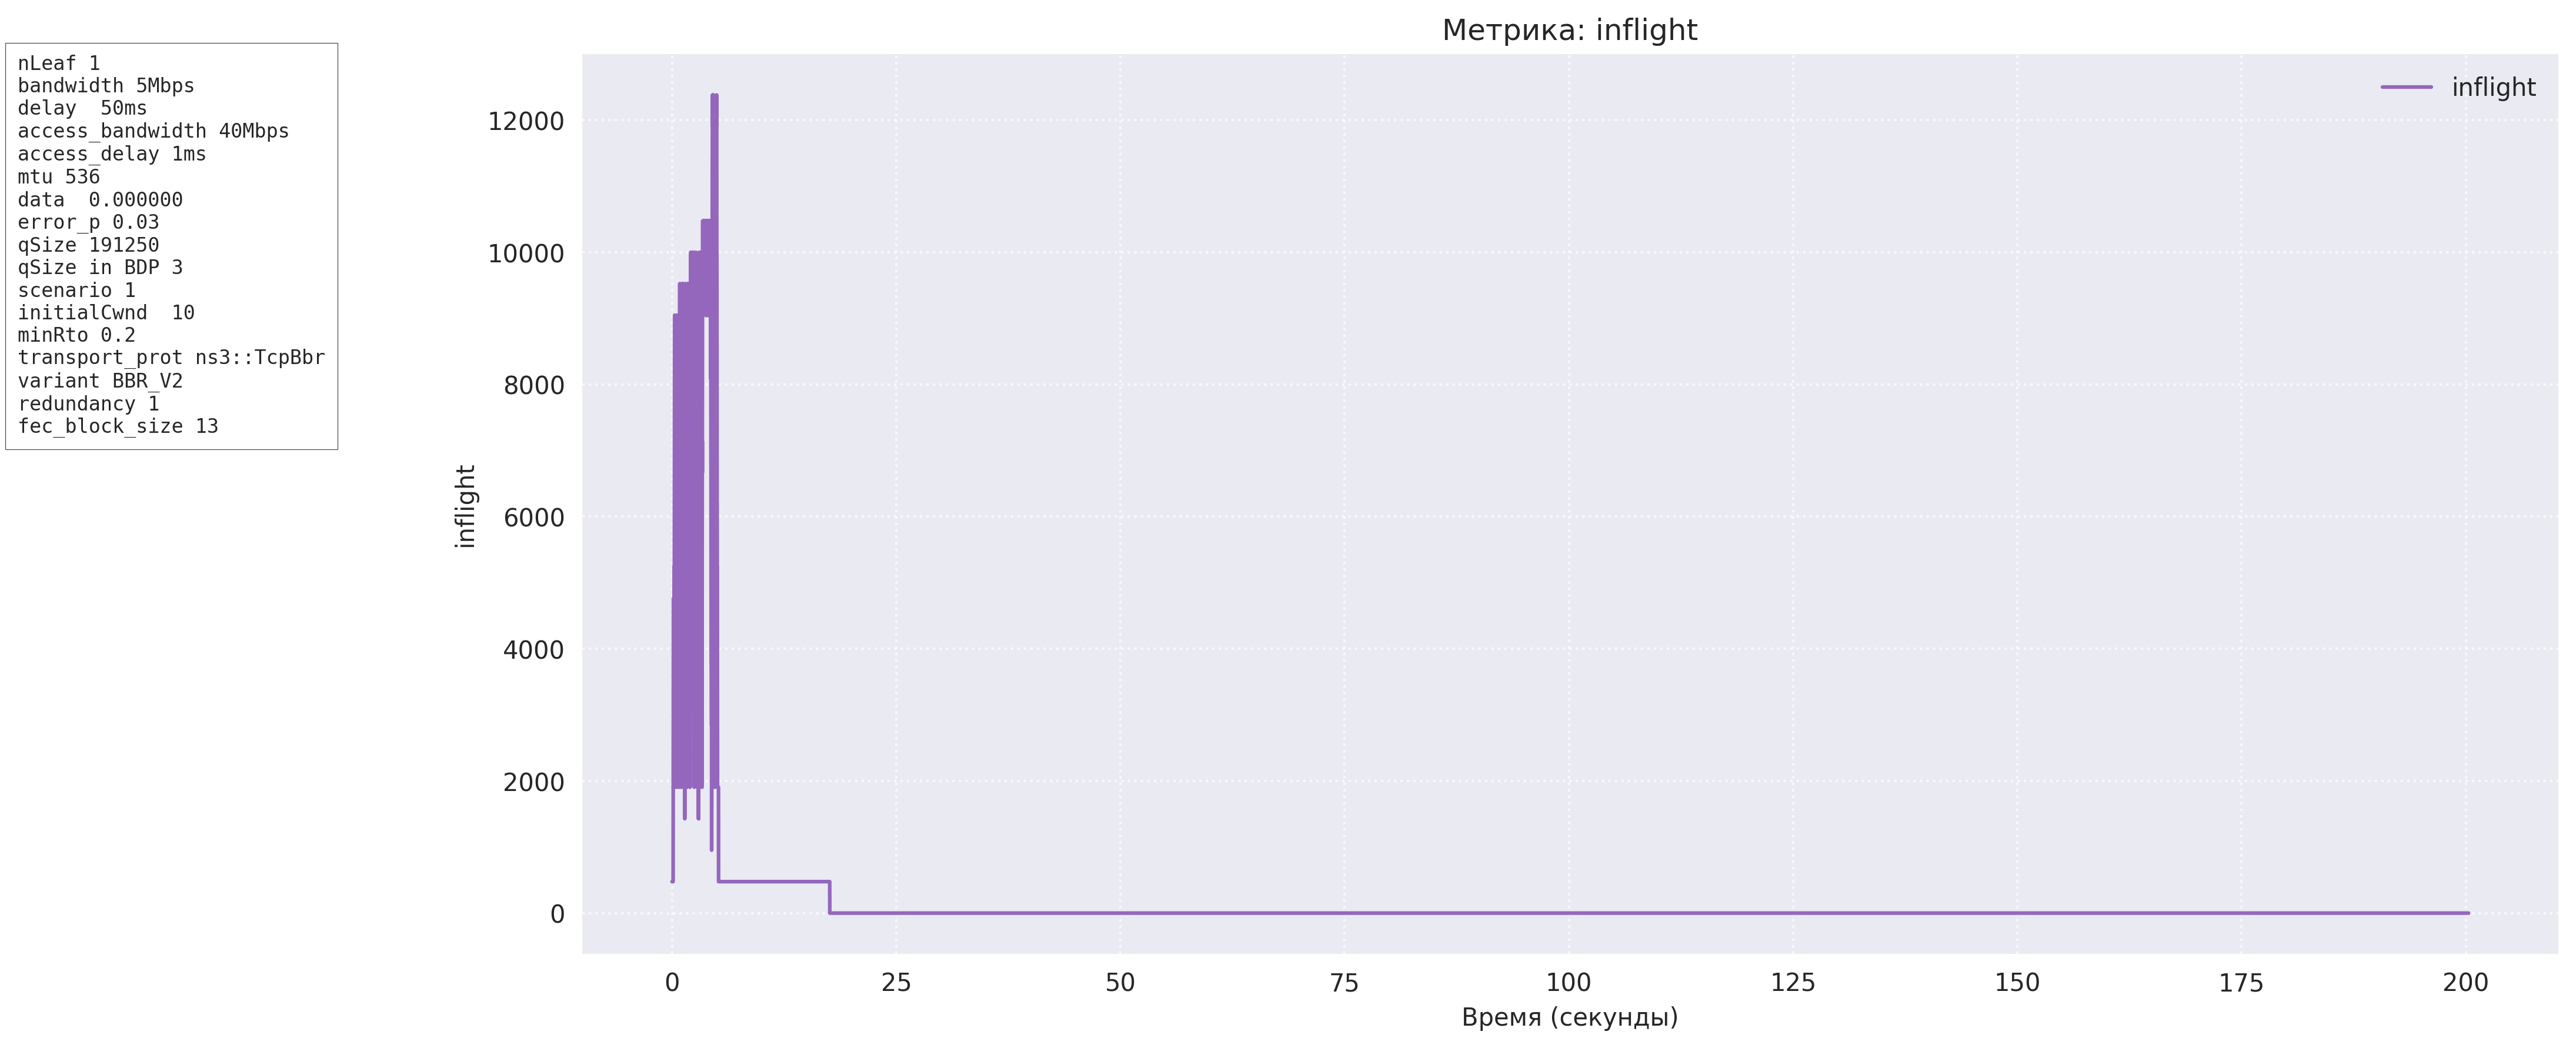 Метрика: inflight
nLeaf 1
bandwidth 5Mbps
delay  50ms
access_bandwidth 40Mbps
access_delay 1ms
mtu 536
data  0.000000
error_p 0.03
qSize 191250
qSize in BDP 3
scenario 1
initialCwnd  10
minRto 0.2
transport_prot ns3::TcpBbr
variant BBR_V2
redundancy 1
fec_block_size 13
inflight
inflight
12000
10000
8000
6000
4000
2000
0
0 25 50 75 100 125 150 175 200
Время (секунды)